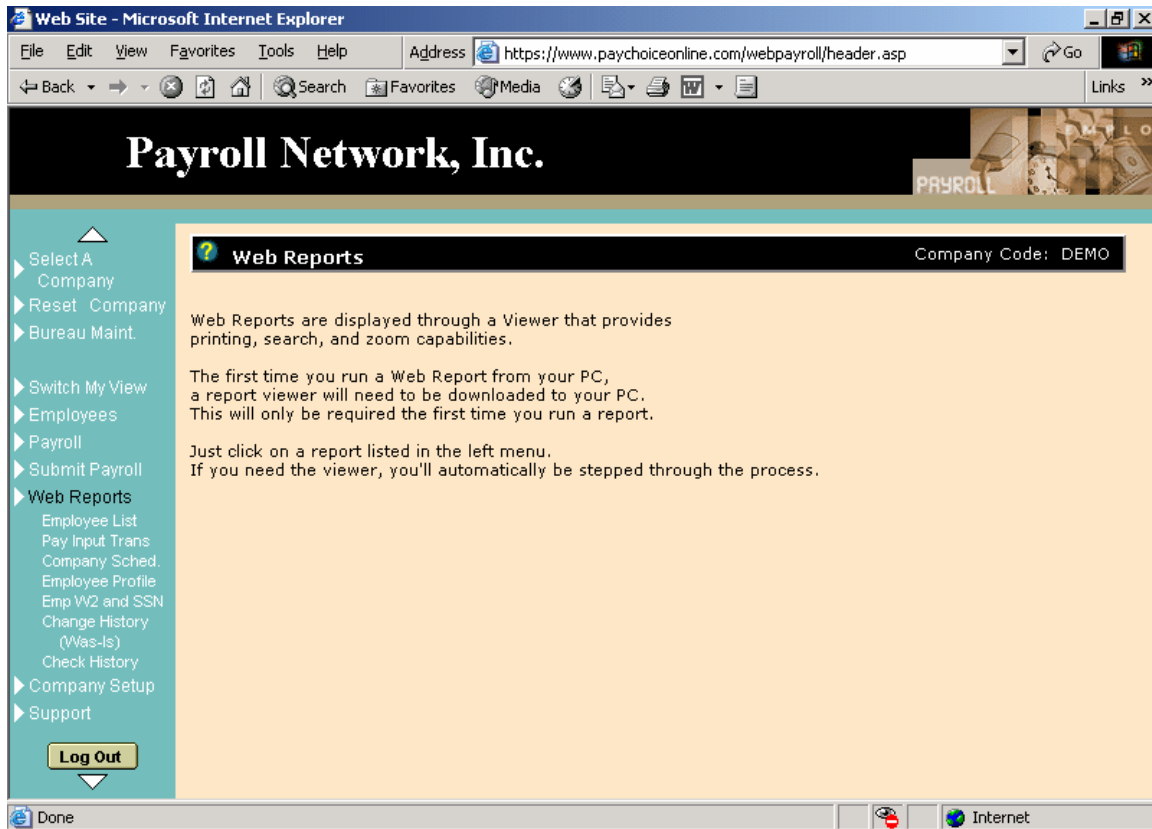 Web Site - Microsoft Internet Explorer
File Edit View Favorites Tools Help Address https://www.paychoiceonline.com/webpayroll/header.asp Go
Back Search Favorites Media Links »
Payroll Network, Inc.
PAYROLL
EMPLO
Web Reports Company Code: DEMO
Select A
Company
Reset Company
Bureau Maint.
Switch My View
Employees
Payroll
Submit Payroll
Web Reports
Employee List
Pay Input Trans
Company Sched.
Employee Profile
Emp W2 and SSN
Change History
(Was-Is)
Check History
Company Setup
Support
Log Out
Web Reports are displayed through a Viewer that provides
printing, search, and zoom capabilities.
The first time you run a Web Report from your PC,
a report viewer will need to be downloaded to your PC.
This will only be required the first time you run a report.
Just click on a report listed in the left menu.
If you need the viewer, you'll automatically be stepped through the process.
Done Internet